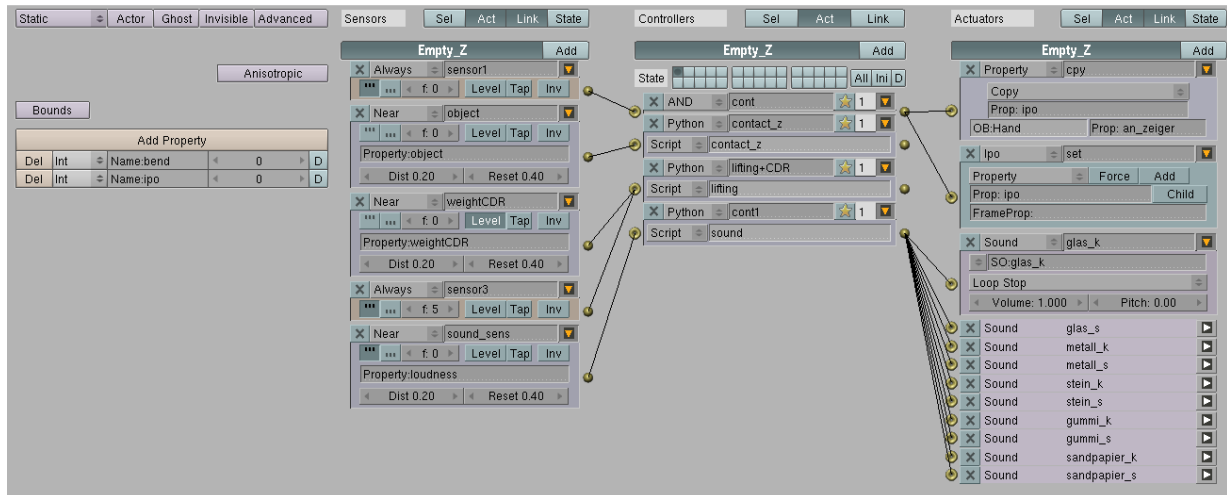 Static Actor Ghost Invisible Advanced
Anisotropic
Bounds
Add Property
Del Int Name:bend 0 D
Del Int Name:ipo 0 D
Sensors Sel Act Link State
Empty_Z Add
X Always sensor1
f: 0 Level Tap Inv
X Near object
f: 0 Level Tap Inv
Property:object
Dist 0.20 Reset 0.40
X Near weightCDR
f: 0 Level Tap Inv
Property:weightCDR
Dist 0.20 Reset 0.40
X Always sensor3
f: 5 Level Tap Inv
X Near sound_sens
f: 0 Level Tap Inv
Property:loudness
Dist 0.20 Reset 0.40
Controllers Sel Act Link
Empty_Z Add
State All Ini D
X AND cont 1
X Python contact_z 1
Script contact_z
X Python lifting+CDR 1
Script lifting
X Python cont1 1
Script sound
Actuators Sel Act Link State
Empty_Z Add
X Property cpy
Copy
Prop: ipo
OB:Hand Prop: an_zeiger
X Ipo set
Property Force Add
Prop: ipo Child
FrameProp:
X Sound glas_k
SO:glas_k
Loop Stop
Volume: 1.000 Pitch: 0.00
X Sound glas_s
X Sound metall_k
X Sound metall_s
X Sound stein_k
X Sound stein_s
X Sound gummi_k
X Sound gummi_s
X Sound sandpapier_k
X Sound sandpapier_s